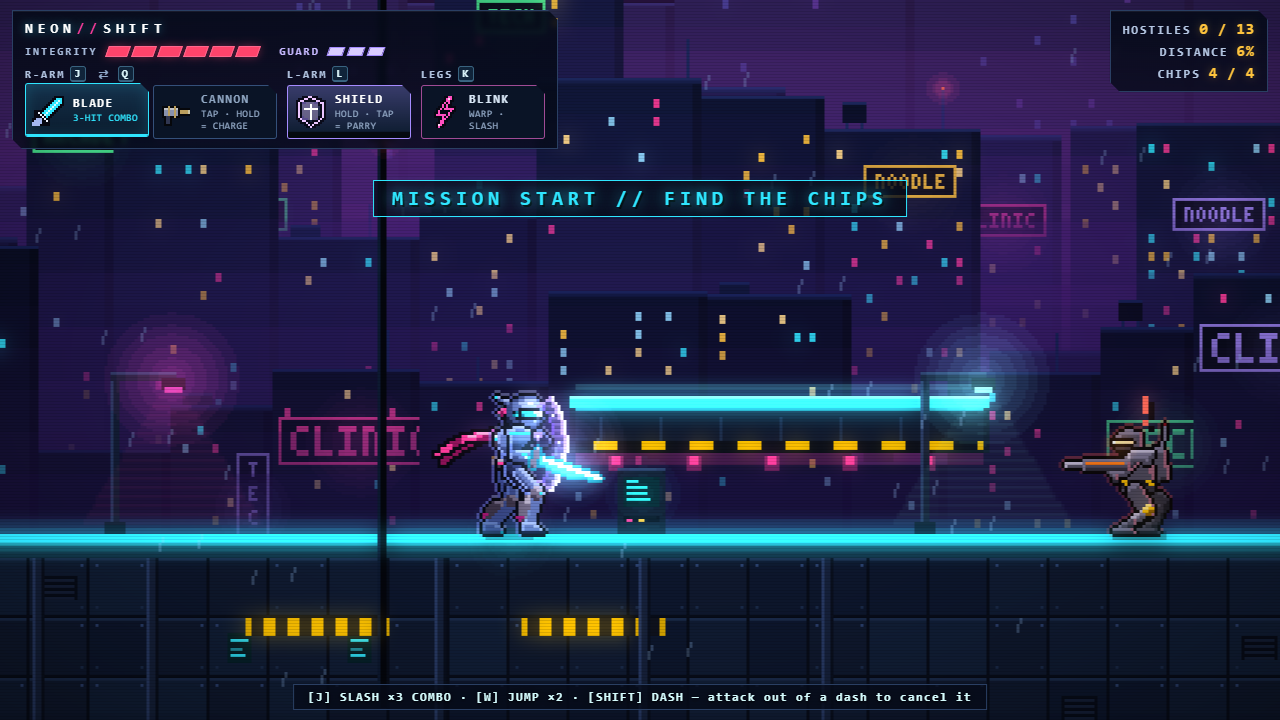 NEON//SHIFT
INTEGRITY GUARD
R-ARM J ⇄ Q L-ARM L LEGS K
BLADE
3-HIT COMBO
CANNON
TAP · HOLD
= CHARGE
SHIELD
HOLD · TAP
= PARRY
BLINK
WARP ·
SLASH
HOSTILES 0 / 13
DISTANCE 6%
CHIPS 4 / 4
MISSION START // FIND THE CHIPS
NOODLE
LINIC
NOODLE
CLI
CLINIC
TEC
[J] SLASH ×3 COMBO · [W] JUMP ×2 · [SHIFT] DASH — attack out of a dash to cancel it